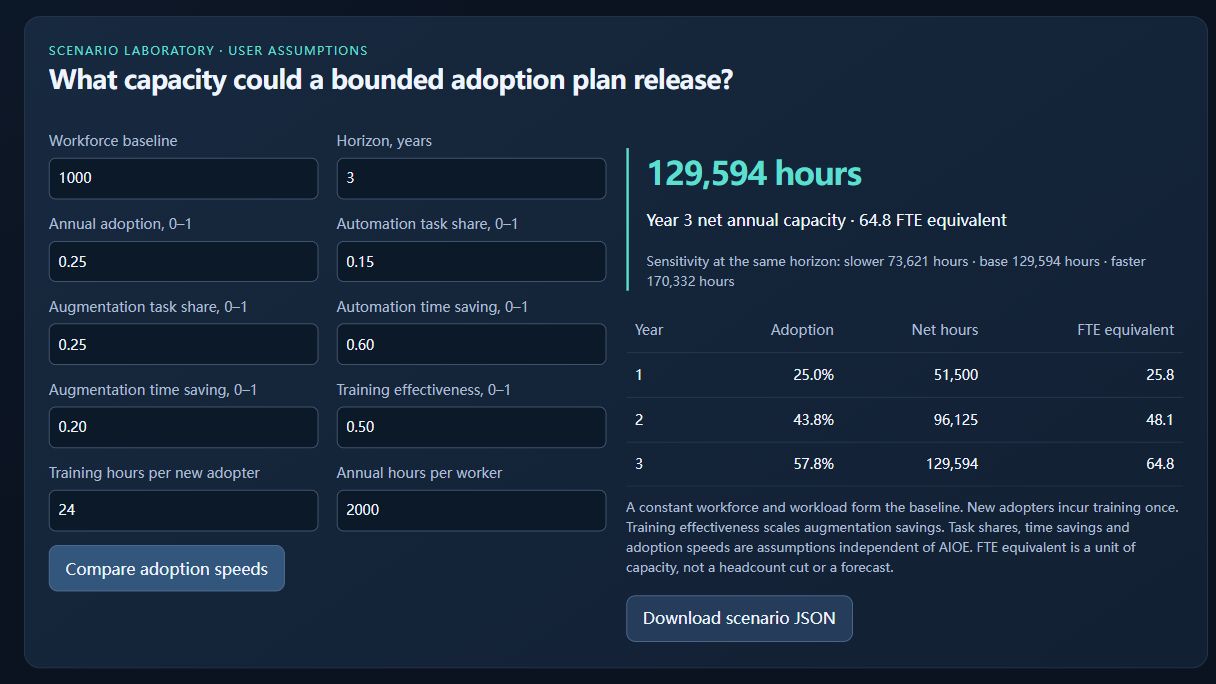 SCENARIO LABORATORY · USER ASSUMPTIONS
What capacity could a bounded adoption plan release?
Workforce baseline
1000
Horizon, years
3
Annual adoption, 0–1
0.25
Automation task share, 0–1
0.15
Augmentation task share, 0–1
0.25
Automation time saving, 0–1
0.60
Augmentation time saving, 0–1
0.20
Training effectiveness, 0–1
0.50
Training hours per new adopter
24
Annual hours per worker
2000
Compare adoption speeds
129,594 hours
Year 3 net annual capacity · 64.8 FTE equivalent
Sensitivity at the same horizon: slower 73,621 hours · base 129,594 hours · faster
170,332 hours
Year Adoption Net hours FTE equivalent
1 25.0% 51,500 25.8
2 43.8% 96,125 48.1
3 57.8% 129,594 64.8
A constant workforce and workload form the baseline. New adopters incur training once.
Training effectiveness scales augmentation savings. Task shares, time savings and
adoption speeds are assumptions independent of AIOE. FTE equivalent is a unit of
capacity, not a headcount cut or a forecast.
Download scenario JSON